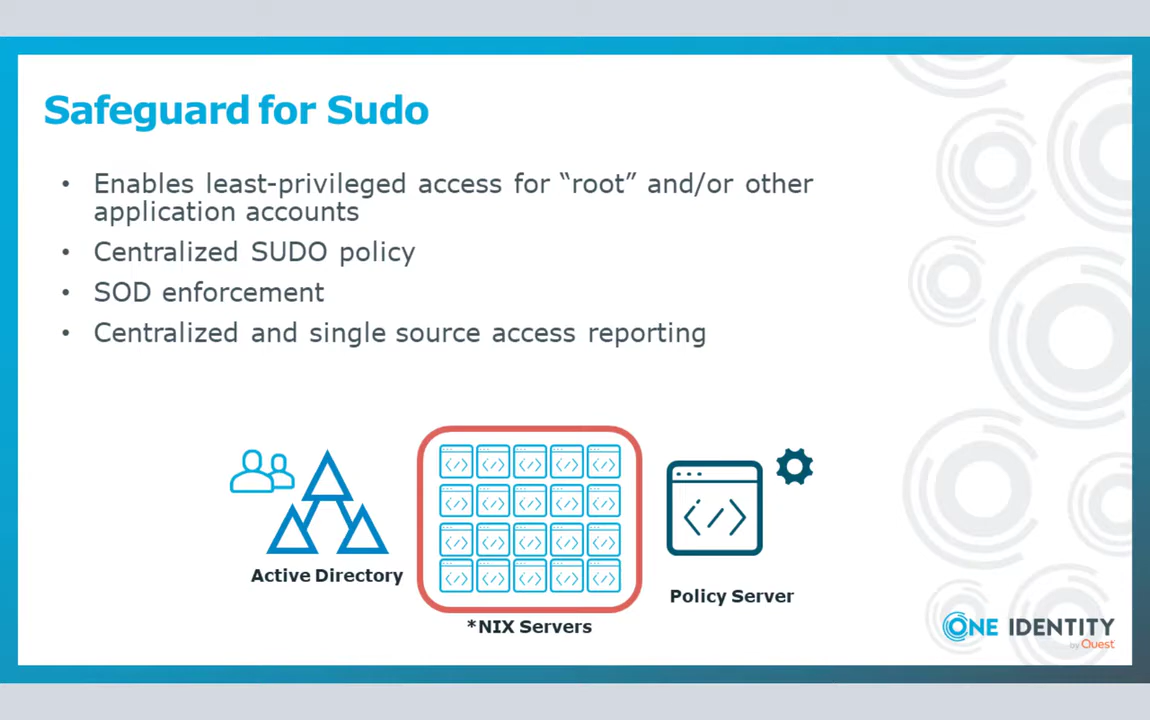 Safeguard for Sudo
• Enables least-privileged access for “root” and/or other
application accounts
• Centralized SUDO policy
• SOD enforcement
• Centralized and single source access reporting
Active Directory
*NIX Servers
Policy Server
ONE IDENTITY
by Quest